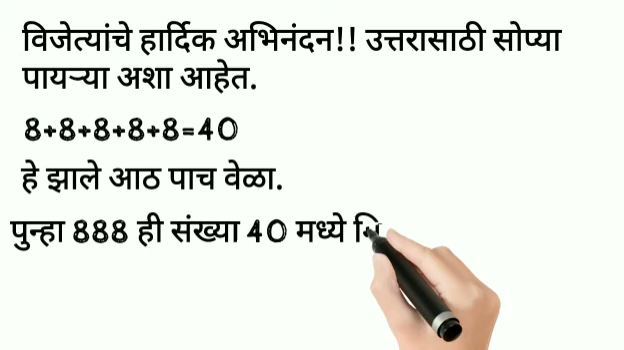 विजेत्यांचे हार्दिक अभिनंदन!! उत्तरासाठी सोप्या
पायऱ्या अशा आहेत.
8+8+8+8+8=40
हे झाले आठ पाच वेळा.
पुन्हा 888 ही संख्या 40 मध्ये